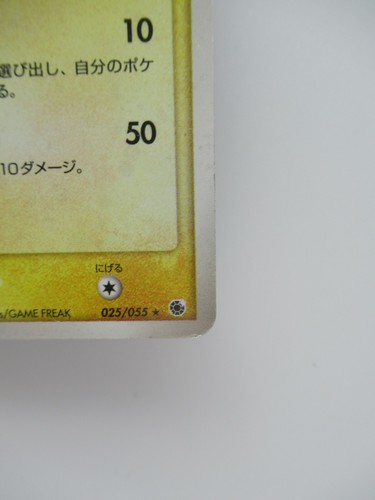 10
選び出し、自分のポケ
る。
50
10ダメージ。
にげる
/GAME FREAK
025/055 ★